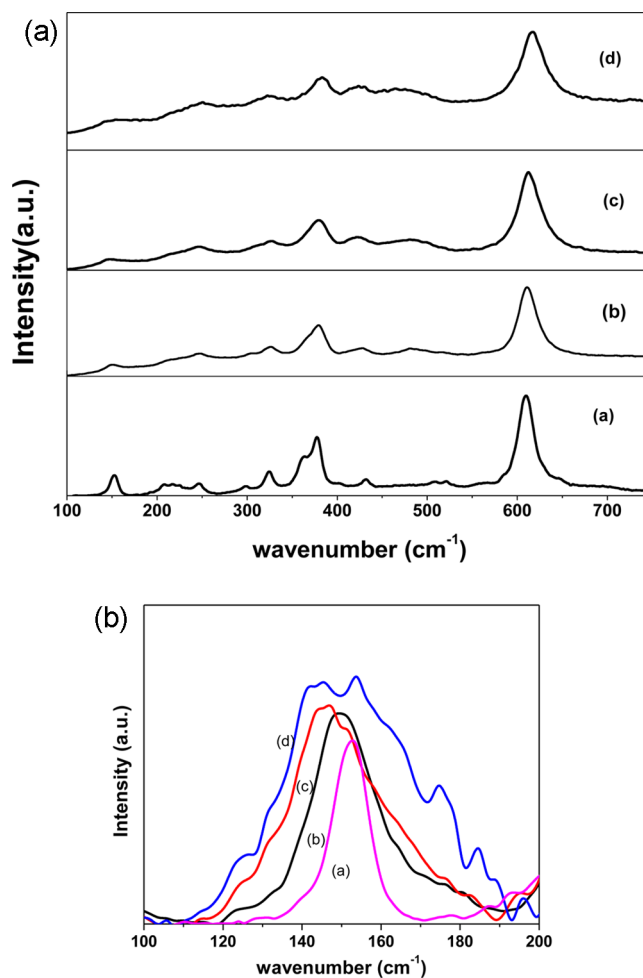 (a)
(d)
(c)
(b)
(a)
Intensity(a.u.)
100 200 300 400 500 600 700
wavenumber (cm⁻¹)
(b)
(d)
(c)
(b)
(a)
Intensity (a.u.)
100 120 140 160 180 200
wavenumber (cm⁻¹)